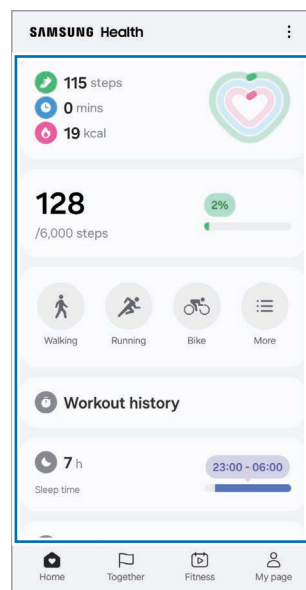 SAMSUNG Health
115 steps
0 mins
19 kcal
128
/6,000 steps
2%
Walking Running Bike More
Workout history
7 h
23:00 - 06:00
Sleep time
Home Together Fitness My page